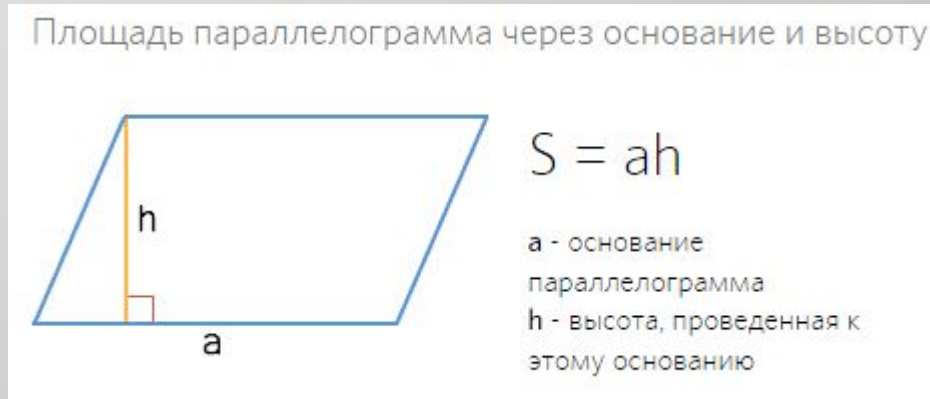 Площадь параллелограмма через основание и высоту
S = ah
h
a
a - основание
параллелограмма
h - высота, проведенная к
этому основанию